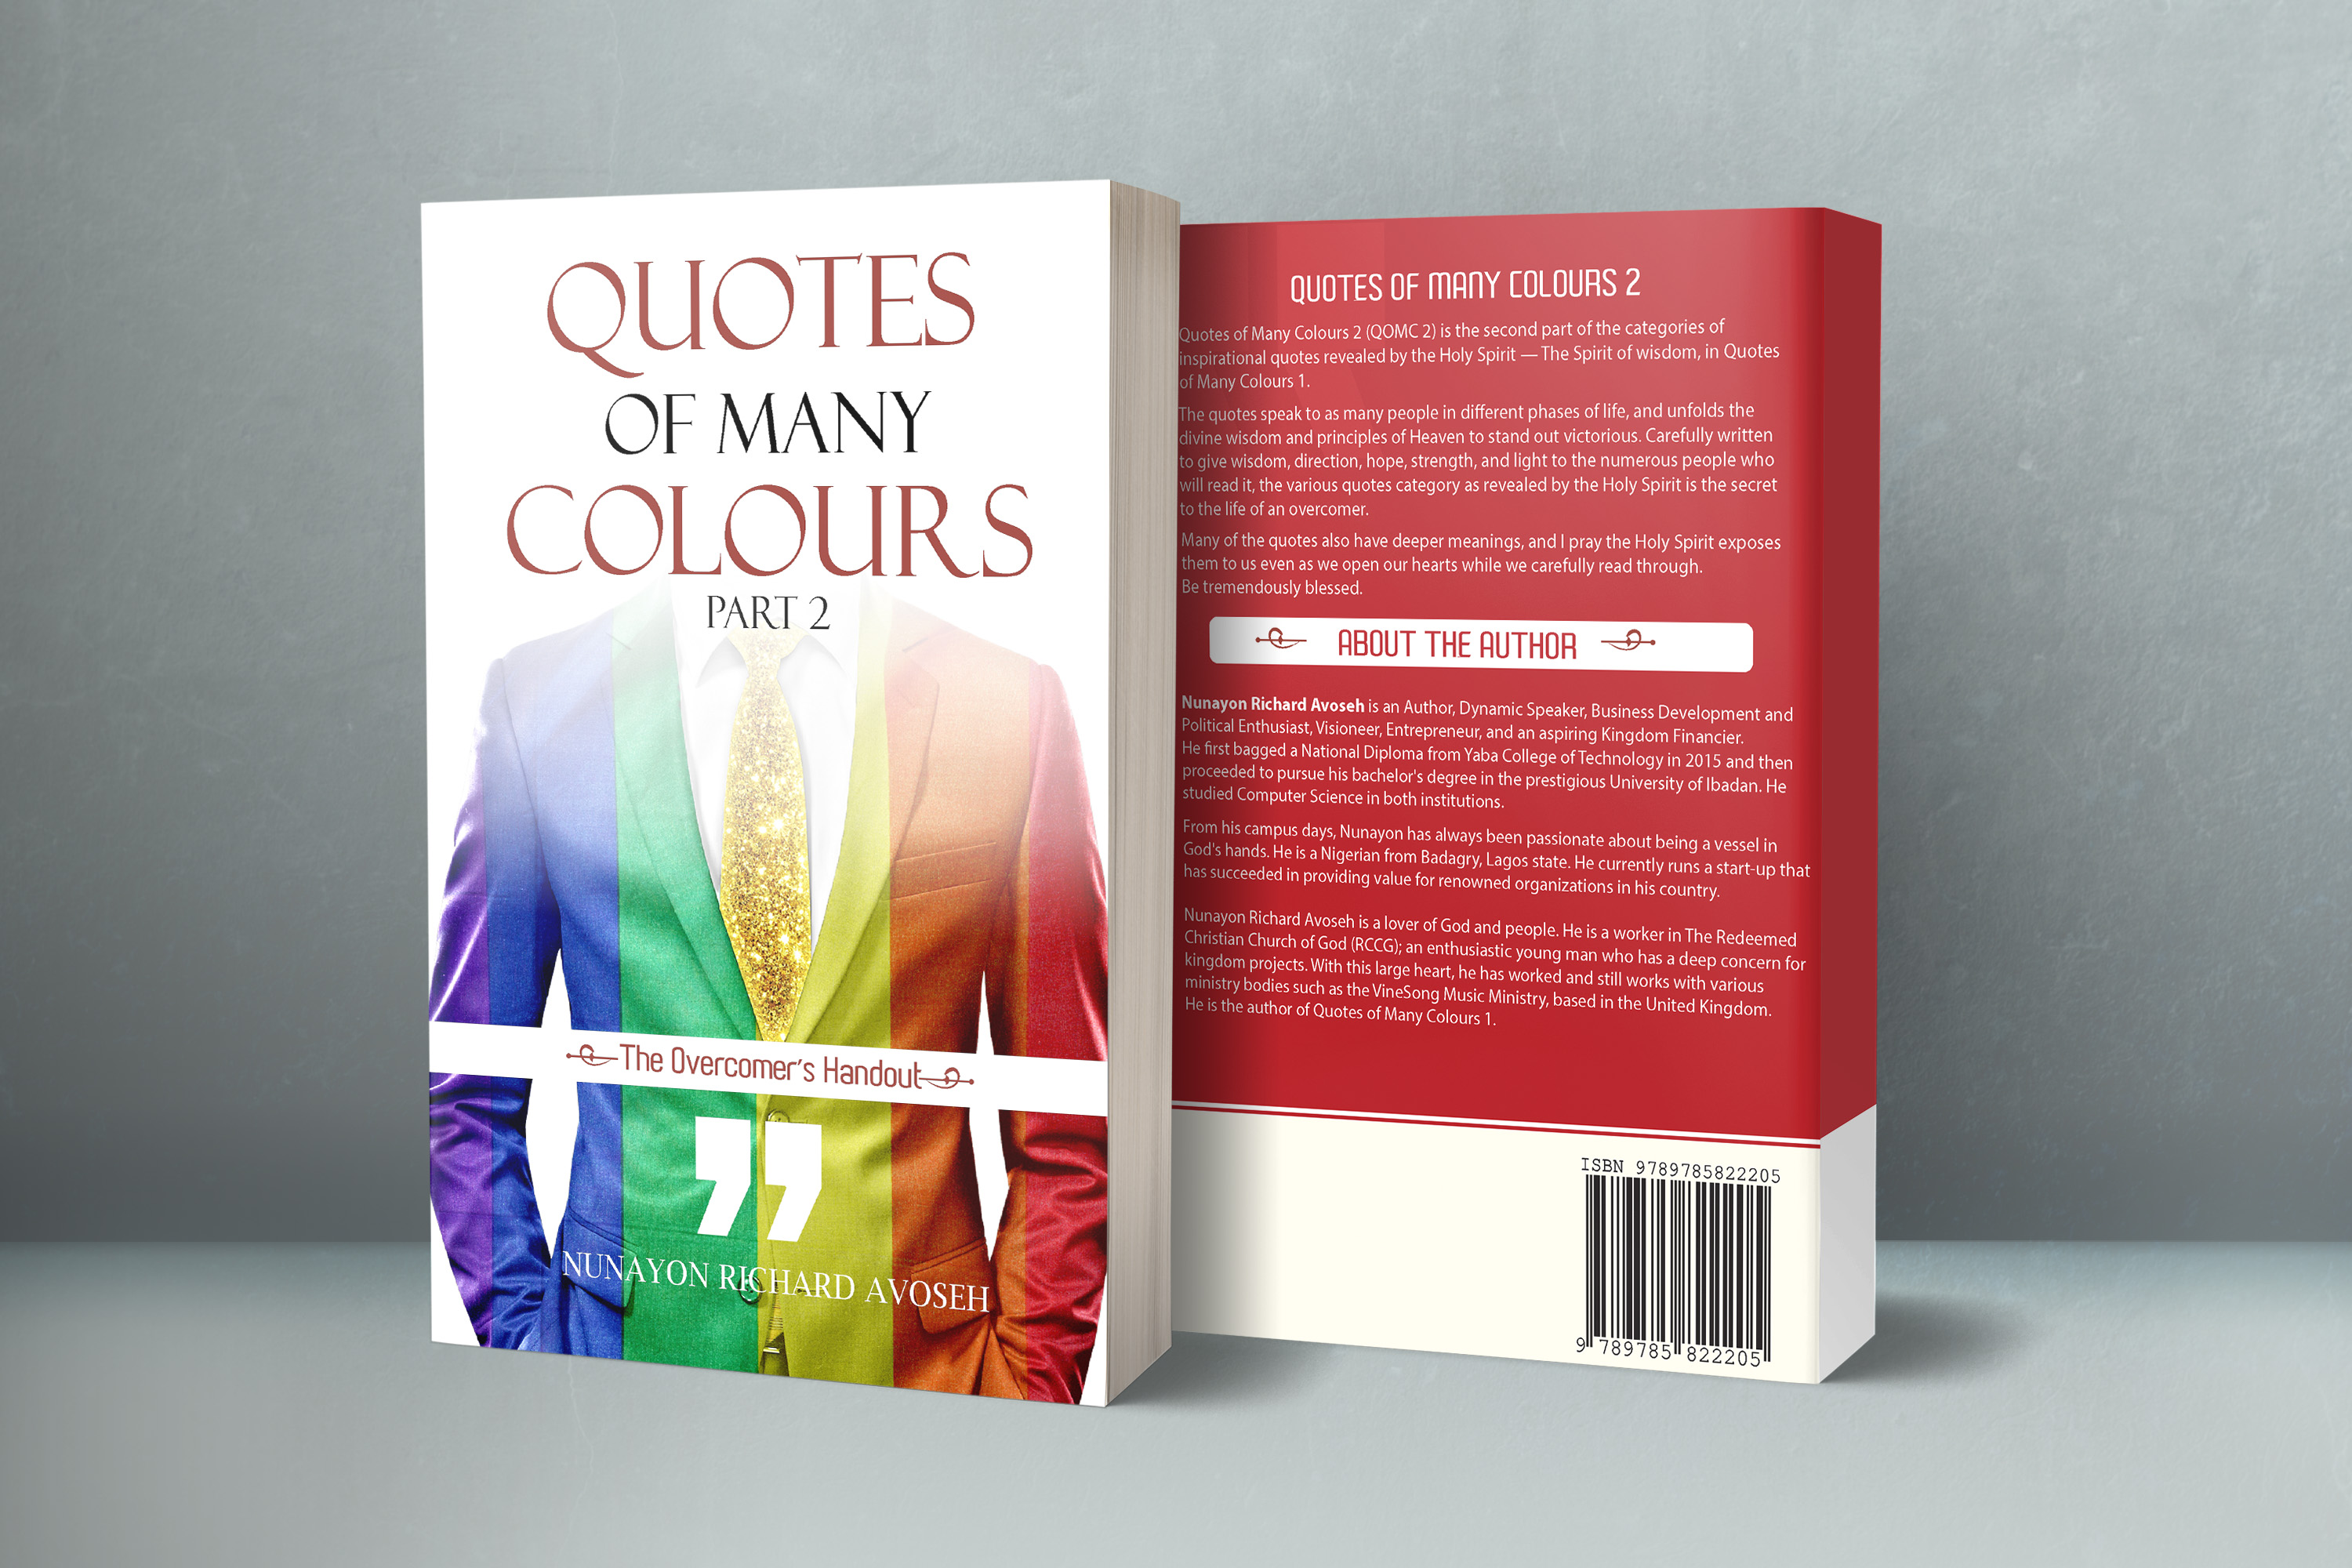 QUOTES
OF MANY
COLOURS
PART 2
The Overcomer's Handout
NUNAYON RICHARD AVOSEH
QUOTES OF MANY COLOURS 2
Quotes of Many Colours 2 (QOMC 2) is the second part of the categories of
inspirational quotes revealed by the Holy Spirit — The Spirit of wisdom, in Quotes
of Many Colours 1.
The quotes speak to as many people in different phases of life, and unfolds the
divine wisdom and principles of Heaven to stand out victorious. Carefully written
to give wisdom, direction, hope, strength, and light to the numerous people who
will read it, the various quotes category as revealed by the Holy Spirit is the secret
to the life of an overcomer.
Many of the quotes also have deeper meanings, and I pray the Holy Spirit exposes
them to us even as we open our hearts while we carefully read through.
Be tremendously blessed.
ABOUT THE AUTHOR
Nunayon Richard Avoseh is an Author, Dynamic Speaker, Business Development and
Political Enthusiast, Visioneer, Entrepreneur, and an aspiring Kingdom Financier.
He first bagged a National Diploma from Yaba College of Technology in 2015 and then
proceeded to pursue his bachelor's degree in the prestigious University of Ibadan. He
studied Computer Science in both institutions.
From his campus days, Nunayon has always been passionate about being a vessel in
God's hands. He is a Nigerian from Badagry, Lagos state. He currently runs a start-up that
has succeeded in providing value for renowned organizations in his country.
Nunayon Richard Avoseh is a lover of God and people. He is a worker in The Redeemed
Christian Church of God (RCCG); an enthusiastic young man who has a deep concern for
kingdom projects. With this large heart, he has worked and still works with various
ministry bodies such as the VineSong Music Ministry, based in the United Kingdom.
He is the author of Quotes of Many Colours 1.
ISBN 9789785822205
9 789785 822205